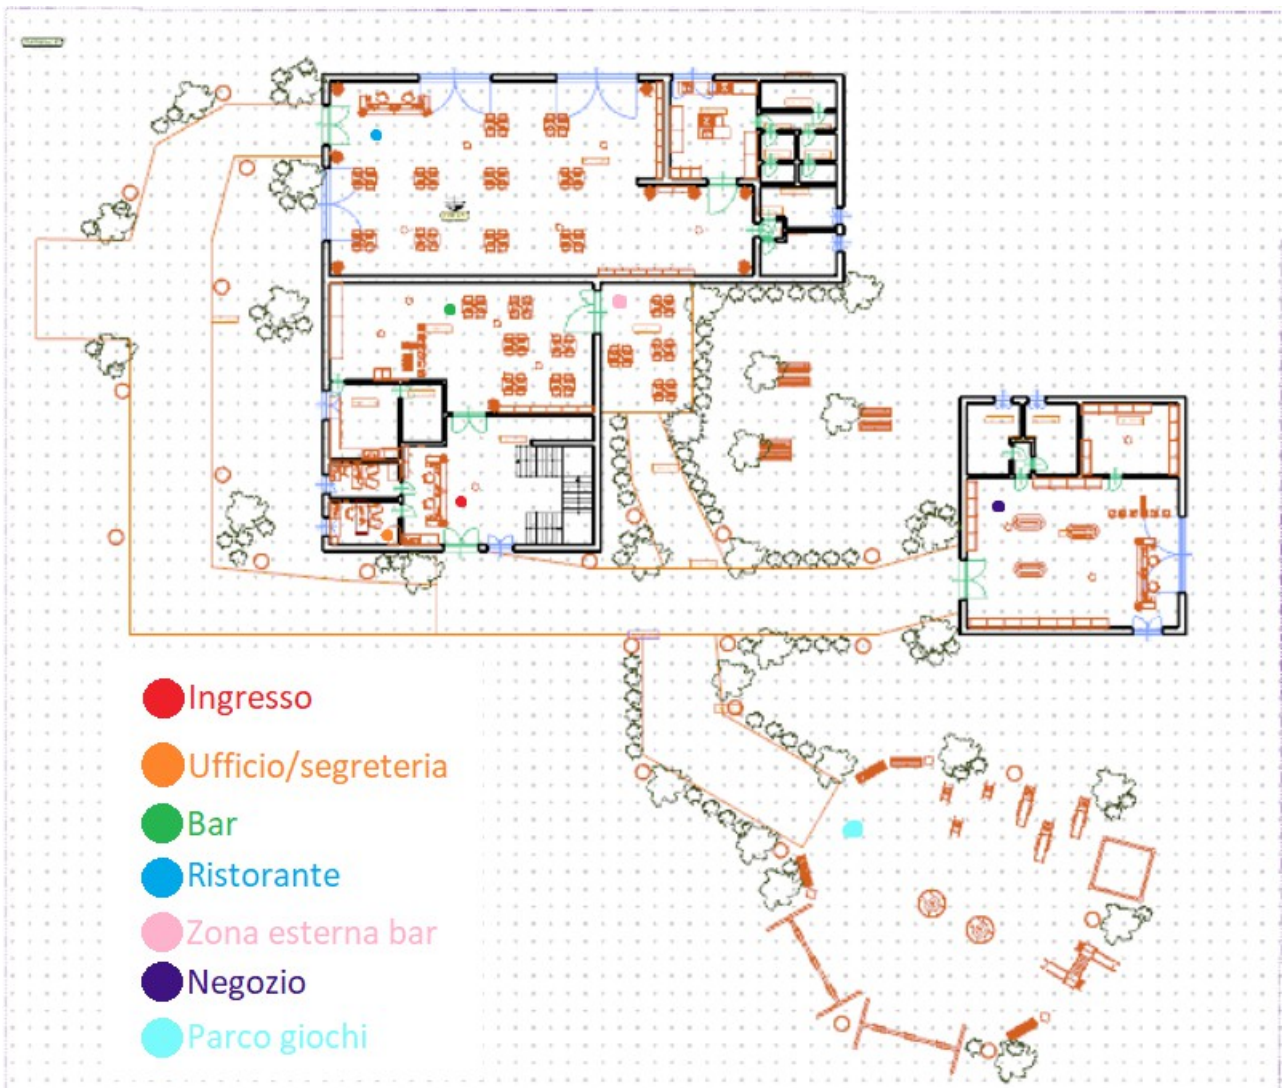 Ingresso
Ufficio/segreteria
Bar
Ristorante
Zona esterna bar
Negozio
Parco giochi